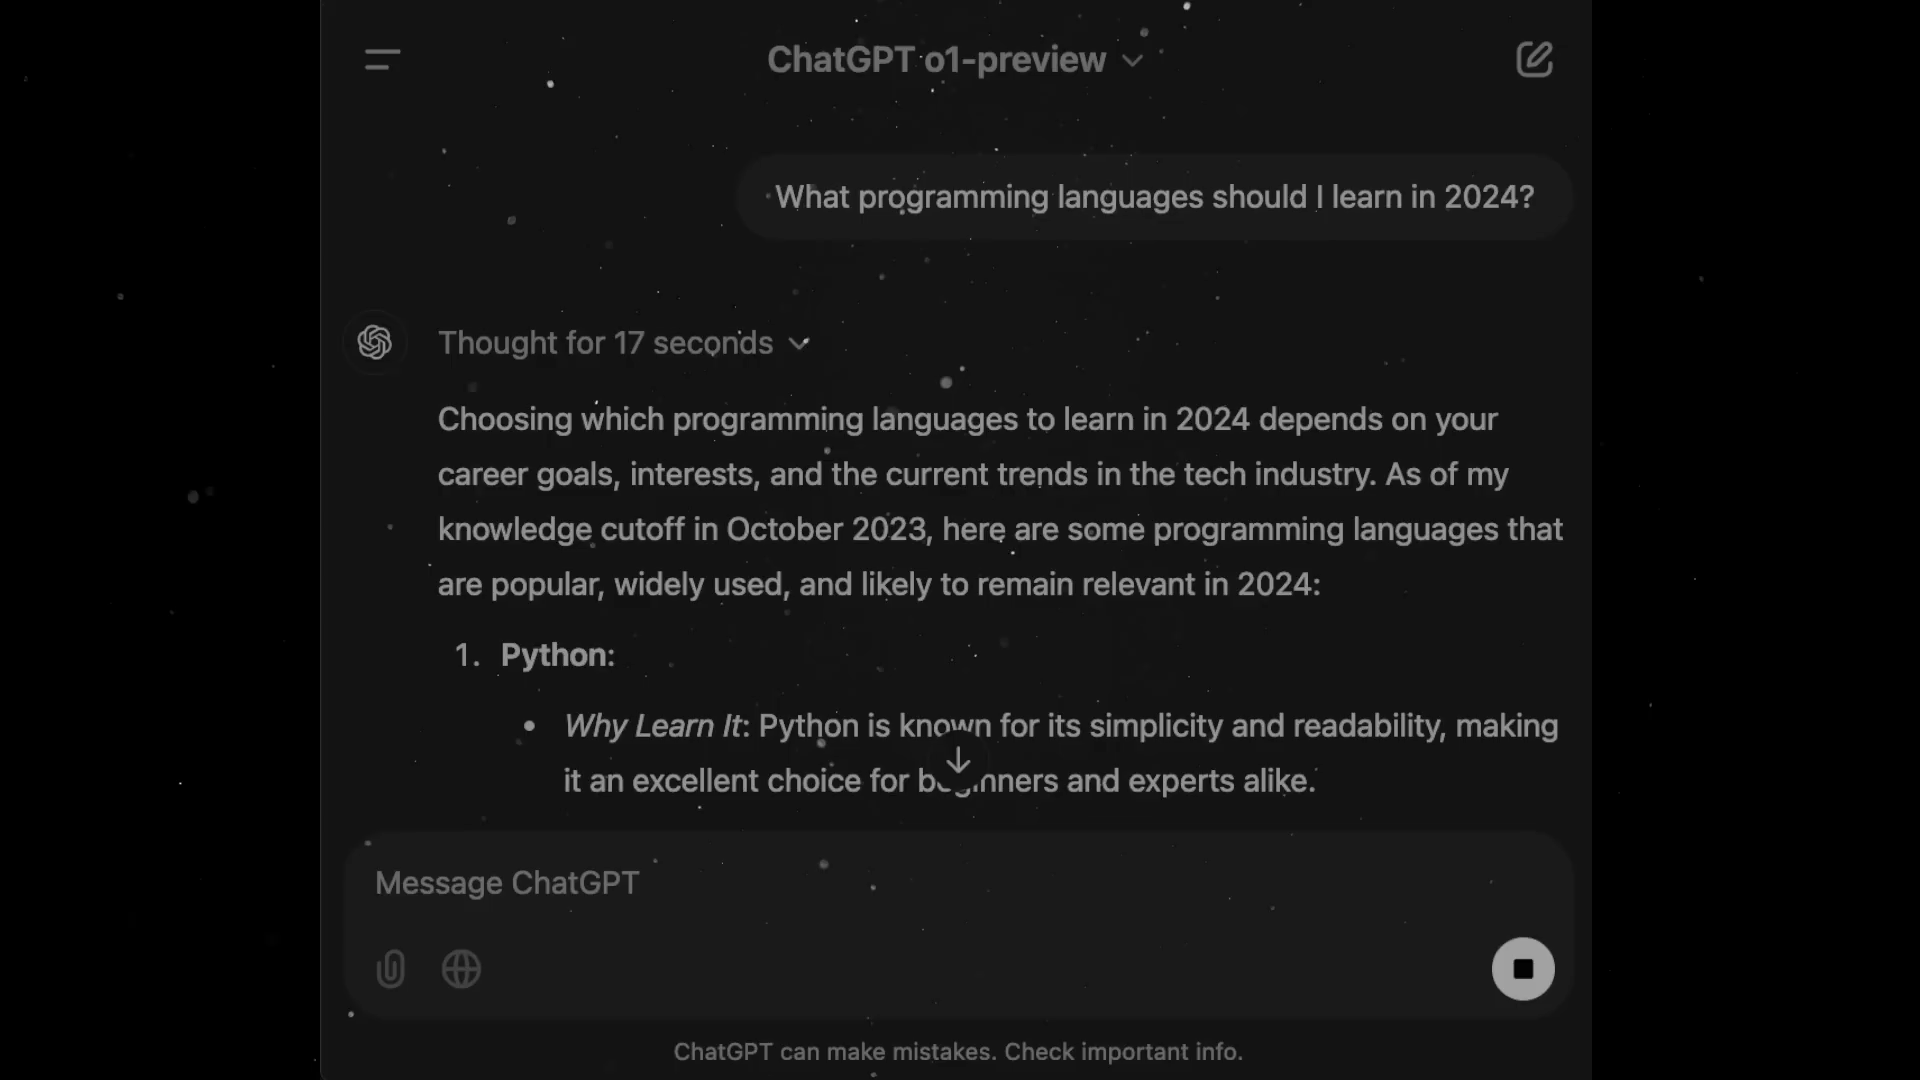 ChatGPT o1-preview
What programming languages should I learn in 2024?
Thought for 17 seconds
Choosing which programming languages to learn in 2024 depends on your
career goals, interests, and the current trends in the tech industry. As of my
knowledge cutoff in October 2023, here are some programming languages that
are popular, widely used, and likely to remain relevant in 2024:
1. Python:
• Why Learn It: Python is known for its simplicity and readability, making
it an excellent choice for beginners and experts alike.
Message ChatGPT
ChatGPT can make mistakes. Check important info.